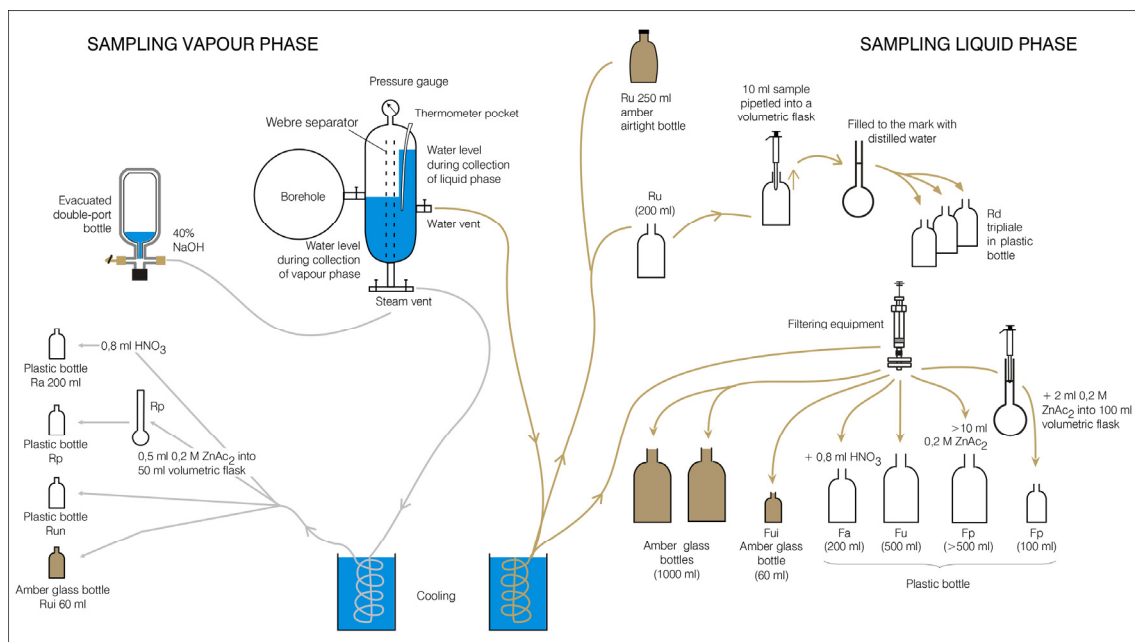 SAMPLING VAPOUR PHASE
SAMPLING LIQUID PHASE
Pressure gauge
Thermometer pocket
Webre separator
Water level
during collection
of liquid phase
Borehole
Water vent
Water level
during collection
of vapour phase
Steam vent
Evacuated
double-port
bottle
40%
NaOH
0,8 ml HNO3
Plastic bottle
Ra 200 ml
Rp
Plastic bottle
Rp
0,5 ml 0,2 M ZnAc2 into
50 ml volumetric flask
Plastic bottle
Run
Amber glass bottle
Rui 60 ml
Cooling
Ru 250 ml
amber
airtight bottle
10 ml sample
pipetled into a
volumetric flask
Filled to the mark with
distilled water
Ru
(200 ml)
Rd
tripliale
in plastic
bottle
Filtering equipment
+ 2 ml 0,2 M
ZnAc2 into 100 ml
volumetric flask
>10 ml
0,2 M ZnAc2
+ 0,8 ml HNO3
Amber glass
bottles
(1000 ml)
Fui
Amber glass
bottle
(60 ml)
Fa
(200 ml)
Fu
(500 ml)
Fp
(>500 ml)
Fp
(100 ml)
Plastic bottle